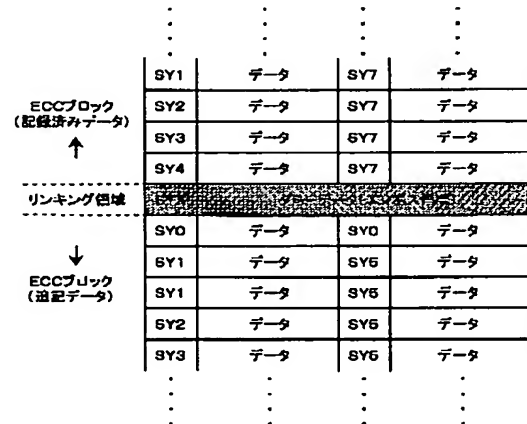 SY1 データ SY7 データ
SY2 データ SY7 データ
SY3 データ SY7 データ
SY4 データ SY7 データ
ECCブロック
(記録済みデータ)
↑
リンキング領域
↓
ECCブロック
(追記データ)
SY0 データ SY0 データ
SY1 データ SY5 データ
SY1 データ SY5 データ
SY2 データ SY5 データ
SY3 データ SY5 データ